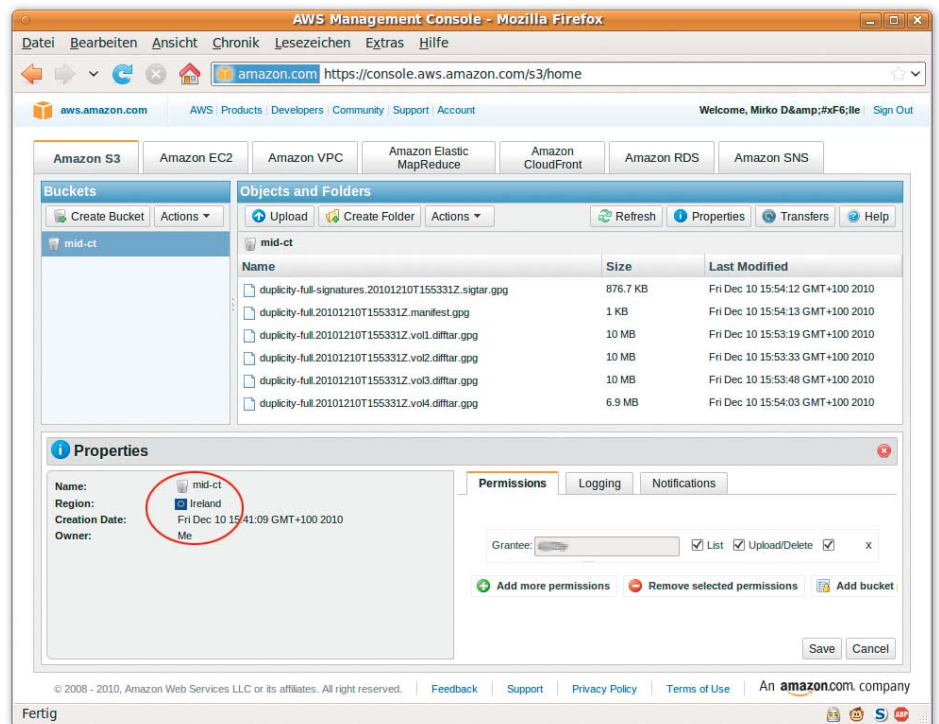 AWS Management Console - Mozilla Firefox
Datei Bearbeiten Ansicht Chronik Lesezeichen Extras Hilfe
amazon.com https://console.aws.amazon.com/s3/home
aws.amazon.com AWS | Products | Developers | Community | Support | Account Welcome, Mirko D&amp;#xF6;lle | Sign Out
Amazon S3 Amazon EC2 Amazon VPC Amazon Elastic MapReduce Amazon CloudFront Amazon RDS Amazon SNS
Buckets Objects and Folders
Create Bucket Actions Upload Create Folder Actions Refresh Properties Transfers Help
mid-ct mid-ct
Name Size Last Modified
duplicity-full-signatures.20101210T155331Z.sigtar.gpg 876.7 KB Fri Dec 10 15:54:12 GMT+100 2010
duplicity-full.20101210T155331Z.manifest.gpg 1 KB Fri Dec 10 15:54:13 GMT+100 2010
duplicity-full.20101210T155331Z.vol1.difftar.gpg 10 MB Fri Dec 10 15:53:19 GMT+100 2010
duplicity-full.20101210T155331Z.vol2.difftar.gpg 10 MB Fri Dec 10 15:53:33 GMT+100 2010
duplicity-full.20101210T155331Z.vol3.difftar.gpg 10 MB Fri Dec 10 15:53:48 GMT+100 2010
duplicity-full.20101210T155331Z.vol4.difftar.gpg 6.9 MB Fri Dec 10 15:54:03 GMT+100 2010
Properties
Name: mid-ct
Region: Ireland
Creation Date: Fri Dec 10 15:41:09 GMT+100 2010
Owner: Me
Permissions Logging Notifications
Grantee: List Upload/Delete x
Add more permissions Remove selected permissions Add bucket
Save Cancel
© 2008 - 2010, Amazon Web Services LLC or its affiliates. All right reserved. | Feedback | Support | Privacy Policy | Terms of Use An amazon.com. company
Fertig S ABP